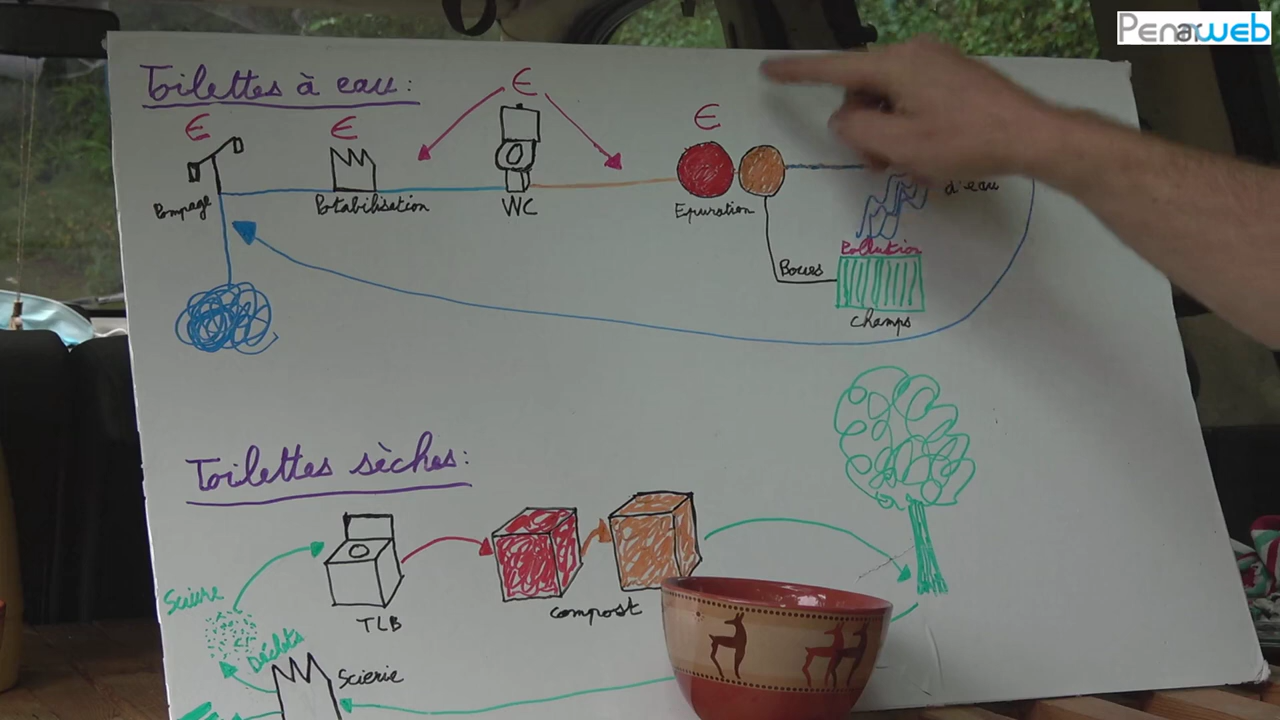 Penarweb
Toilettes à eau:
E
E
E
E
Pompage
Potabilisation
WC
Epuration
d'eau
Pollution
Boues
Champs
Toilettes sèches:
Sciure
TLB
compost
Déchets
Scierie